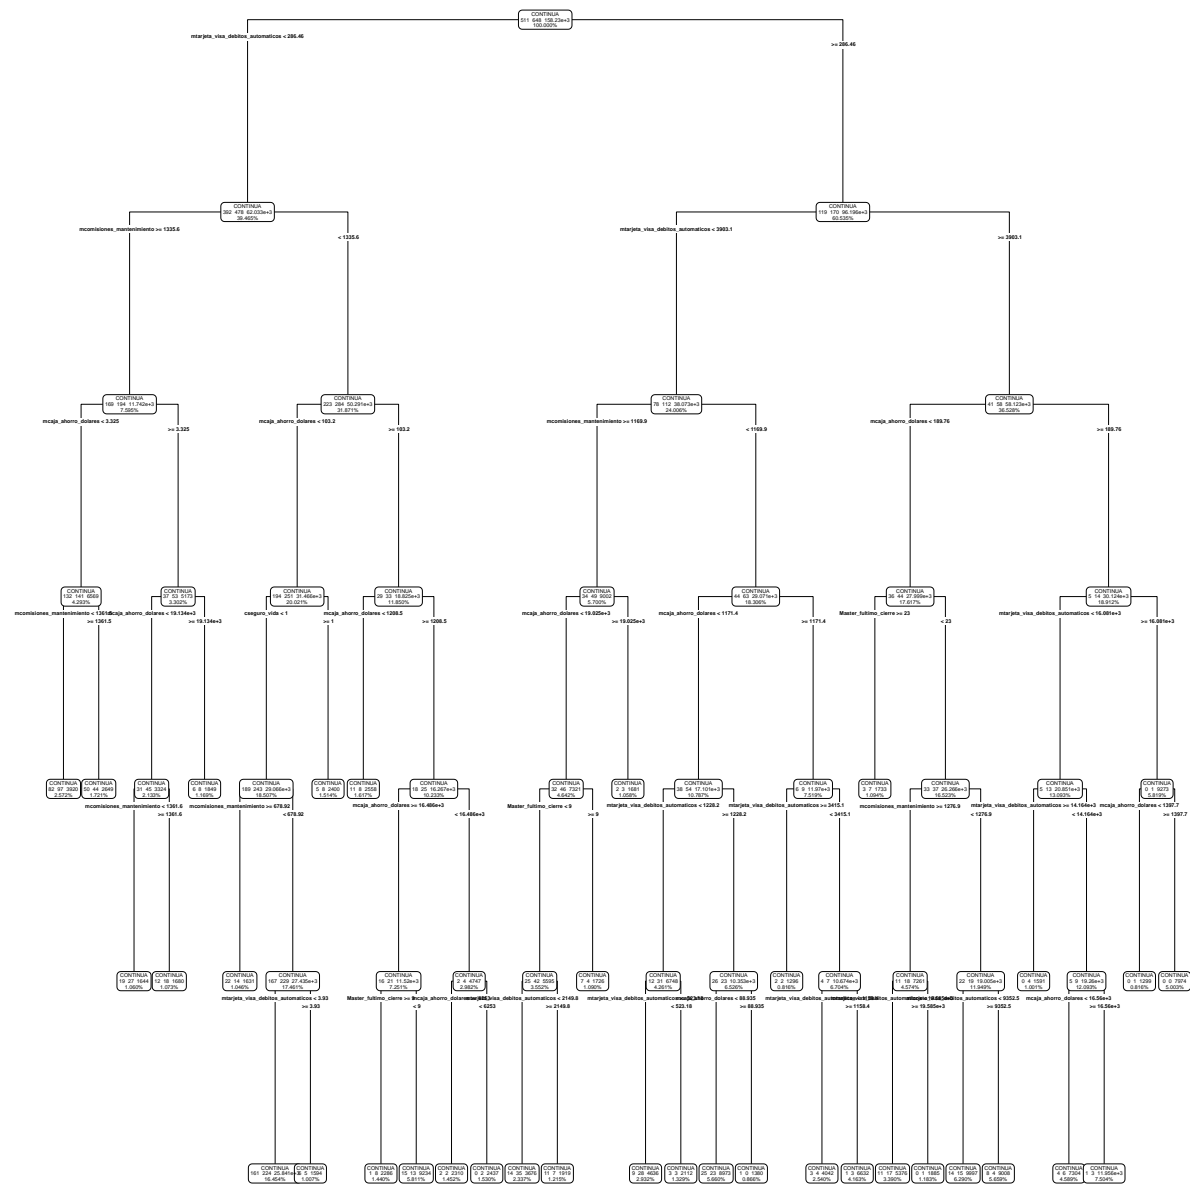 CONTINUA
511 648 158.23e+3
100.000%
mtarjeta_visa_debitos_automaticos < 286.46
>= 286.46
CONTINUA
392 478 62.033e+3
39.465%
CONTINUA
119 170 96.196e+3
60.535%
mcomisiones_mantenimiento >= 1335.6
< 1335.6
mtarjeta_visa_debitos_automaticos < 3903.1
>= 3903.1
CONTINUA
169 194 11.742e+3
7.595%
CONTINUA
223 284 50.291e+3
31.871%
CONTINUA
78 112 38.073e+3
24.006%
CONTINUA
41 58 58.123e+3
36.528%
mcaja_ahorro_dolares < 3.325
>= 3.325
mcaja_ahorro_dolares < 103.2
>= 103.2
mcomisiones_mantenimiento >= 1169.9
< 1169.9
mcaja_ahorro_dolares < 189.76
>= 189.76
CONTINUA
132 141 6569
4.293%
CONTINUA
37 53 5173
3.302%
CONTINUA
194 251 31.466e+3
20.021%
CONTINUA
29 33 18.825e+3
11.850%
CONTINUA
34 49 9002
5.700%
CONTINUA
44 63 29.071e+3
18.306%
CONTINUA
36 44 27.999e+3
17.617%
CONTINUA
5 14 30.124e+3
18.912%
mcomisiones_mantenimiento < 1361.5
>= 1361.5
mcaja_ahorro_dolares < 19.134e+3
>= 19.134e+3
cseguro_vida < 1
>= 1
mcaja_ahorro_dolares < 1208.5
>= 1208.5
mcaja_ahorro_dolares < 19.025e+3
>= 19.025e+3
mcaja_ahorro_dolares < 1171.4
>= 1171.4
Master_fultimo_cierre >= 23
< 23
mtarjeta_visa_debitos_automaticos < 16.081e+3
>= 16.081e+3
CONTINUA
82 97 3920
2.572%
CONTINUA
50 44 2649
1.721%
CONTINUA
31 45 3324
2.133%
CONTINUA
6 8 1849
1.169%
CONTINUA
189 243 29.066e+3
18.507%
CONTINUA
5 8 2400
1.514%
CONTINUA
11 8 2558
1.617%
CONTINUA
18 25 16.267e+3
10.233%
CONTINUA
32 46 7321
4.642%
CONTINUA
2 3 1681
1.058%
CONTINUA
38 54 17.101e+3
10.787%
CONTINUA
6 9 11.97e+3
7.519%
CONTINUA
3 7 1733
1.094%
CONTINUA
33 37 26.266e+3
16.523%
CONTINUA
5 13 20.851e+3
13.093%
CONTINUA
0 1 9273
5.819%
mcomisiones_mantenimiento < 1361.6
>= 1361.6
mcomisiones_mantenimiento >= 678.92
< 678.92
mcaja_ahorro_dolares >= 16.486e+3
< 16.486e+3
Master_fultimo_cierre < 9
>= 9
mtarjeta_visa_debitos_automaticos < 1228.2
>= 1228.2
mtarjeta_visa_debitos_automaticos >= 3415.1
< 3415.1
mcomisiones_mantenimiento >= 1276.9
< 1276.9
mtarjeta_visa_debitos_automaticos >= 14.164e+3
< 14.164e+3
mcaja_ahorro_dolares < 1397.7
>= 1397.7
CONTINUA
19 27 1644
1.060%
CONTINUA
12 18 1680
1.073%
CONTINUA
22 14 1631
1.046%
CONTINUA
167 229 27.435e+3
17.461%
CONTINUA
16 21 11.52e+3
7.251%
CONTINUA
2 4 4747
2.982%
CONTINUA
25 42 5595
3.552%
CONTINUA
7 4 1726
1.090%
CONTINUA
12 31 6748
4.261%
CONTINUA
26 23 10.353e+3
6.526%
CONTINUA
2 2 1296
0.816%
CONTINUA
4 7 10.674e+3
6.704%
CONTINUA
11 18 7261
4.574%
CONTINUA
22 19 19.005e+3
11.949%
CONTINUA
0 4 1591
1.001%
CONTINUA
5 9 19.26e+3
12.093%
CONTINUA
0 1 1299
0.816%
CONTINUA
0 0 7974
5.003%
mtarjeta_visa_debitos_automaticos < 3.93
>= 3.93
Master_fultimo_cierre >= 9
< 9
< 6253
>= 2149.8
< 523.18
>= 88.935
>= 1158.4
>= 19.585e+3
>= 9352.5
mcaja_ahorro_dolares < 16.56e+3
>= 16.56e+3
CONTINUA
161 224 25.841e+3
16.454%
CONTINUA
6 5 1594
1.007%
CONTINUA
1 8 2286
1.440%
CONTINUA
15 13 9234
5.811%
CONTINUA
2 2 2310
1.452%
CONTINUA
0 2 2437
1.530%
CONTINUA
14 35 3676
2.337%
CONTINUA
11 7 1919
1.215%
CONTINUA
9 28 4636
2.932%
CONTINUA
3 3 2112
1.329%
CONTINUA
25 23 8973
5.660%
CONTINUA
1 0 1380
0.866%
CONTINUA
3 4 4042
2.540%
CONTINUA
1 3 6632
4.163%
CONTINUA
11 17 5376
3.390%
CONTINUA
0 1 1885
1.183%
CONTINUA
14 15 9997
6.290%
CONTINUA
8 4 9008
5.659%
CONTINUA
4 6 7304
4.589%
CONTINUA
1 3 11.956e+3
7.504%